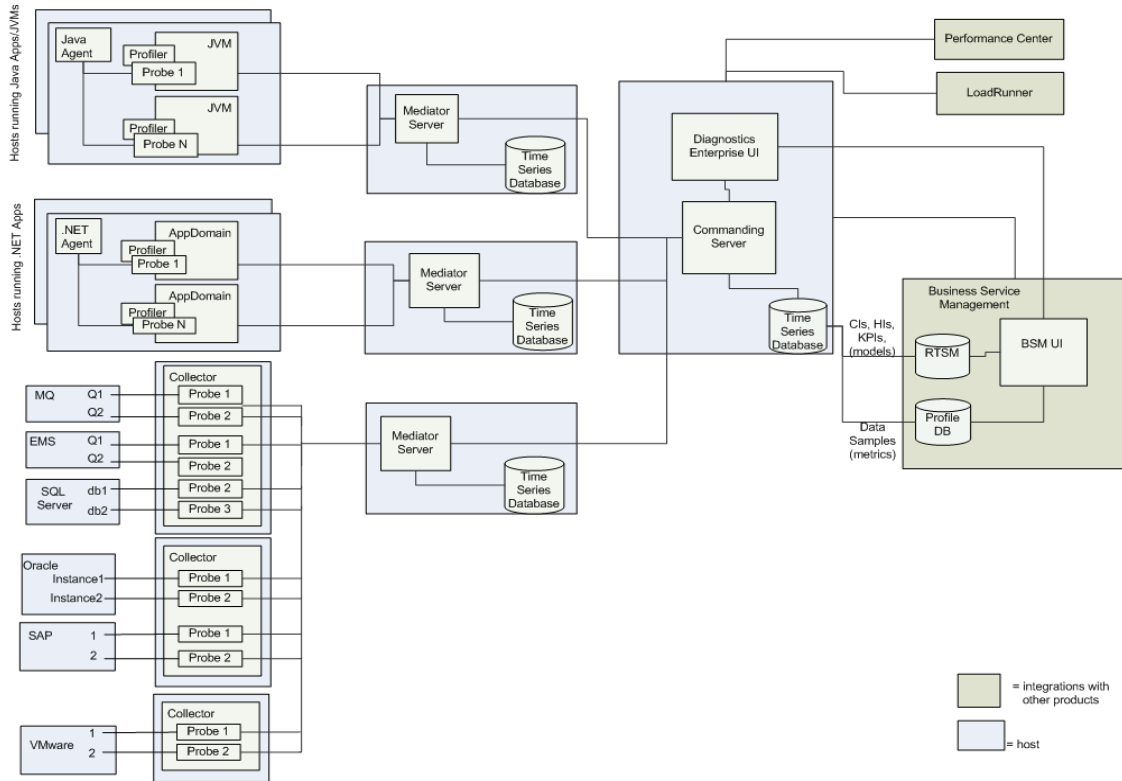 Hosts running Java Apps/JVMs
Java
Agent
Profiler
Probe 1
JVM
JVM
Profiler
Probe N
Hosts running .NET Apps
.NET
Agent
AppDomain
Profiler
Probe 1
AppDomain
Profiler
Probe N
MQ
Q1
Q2
EMS
Q1
Q2
SQL
Server
db1
db2
Collector
Probe 1
Probe 2
Probe 1
Probe 2
Probe 2
Probe 3
Oracle
Instance1
Instance2
SAP
1
2
Collector
Probe 1
Probe 2
Probe 1
Probe 2
VMware
1
2
Collector
Probe 1
Probe 2
Mediator
Server
Time
Series
Database
Mediator
Server
Time
Series
Database
Mediator
Server
Time
Series
Database
Diagnostics
Enterprise UI
Commanding
Server
Time
Series
Database
Performance Center
LoadRunner
Business Service
Management
CIs, HIs,
KPIs,
(models)
RTSM
BSM UI
Profile
DB
Data
Samples
(metrics)
= integrations with
other products
= host